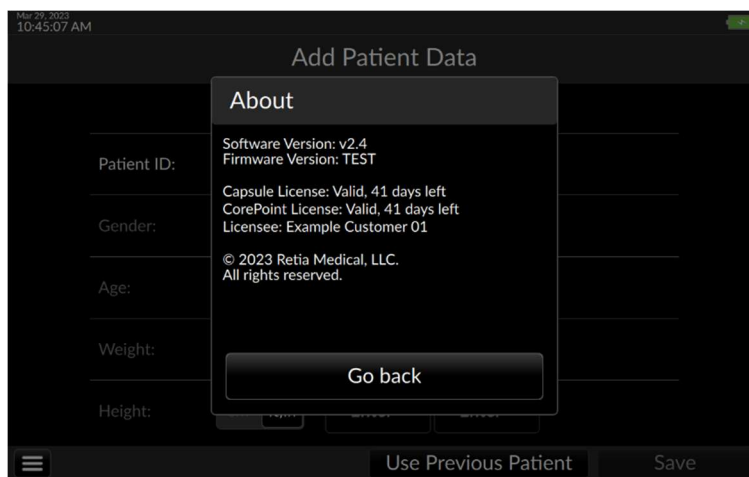 Mar 29, 2023
10:45:07 AM
Add Patient Data
About
Software Version: v2.4
Firmware Version: TEST
Capsule License: Valid, 41 days left
CorePoint License: Valid, 41 days left
Licensee: Example Customer 01
© 2023 Retia Medical, LLC.
All rights reserved.
Go back
Patient ID:
Gender:
Age:
Weight:
Height:
Use Previous Patient
Save